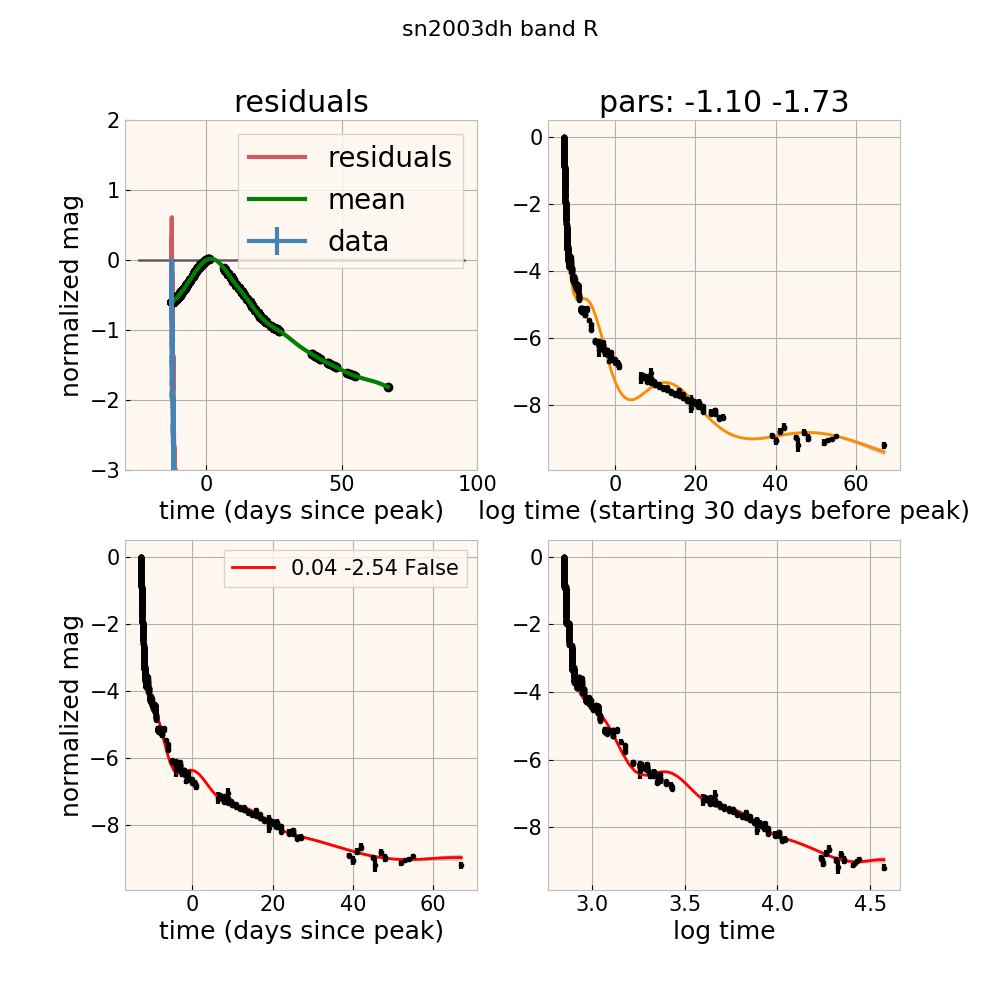 sn2003dh band R
residuals
pars: -1.10 -1.73
2
1
0
−1
−2
−3
normalized mag
residuals
mean
data
0
50
100
time (days since peak)
0
−2
−4
−6
−8
0
20
40
60
log time (starting 30 days before peak)
0
−2
−4
−6
−8
normalized mag
0.04 -2.54 False
0
20
40
60
time (days since peak)
0
−2
−4
−6
−8
3.0
3.5
4.0
4.5
log time